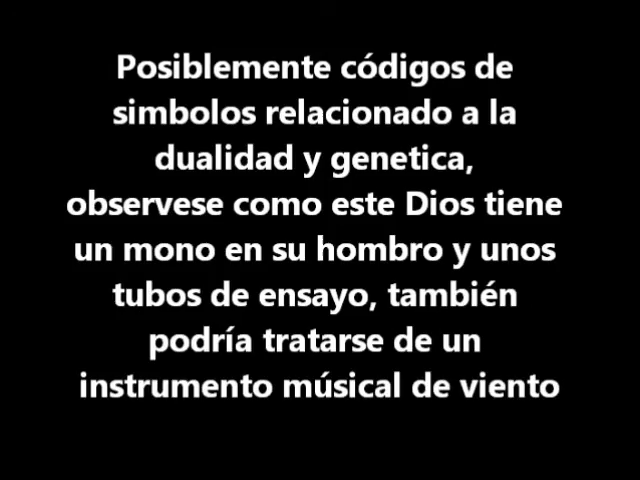 Posiblemente códigos de
simbolos relacionado a la
dualidad y genetica,
observese como este Dios tiene
un mono en su hombro y unos
tubos de ensayo, también
podría tratarse de un
instrumento músical de viento